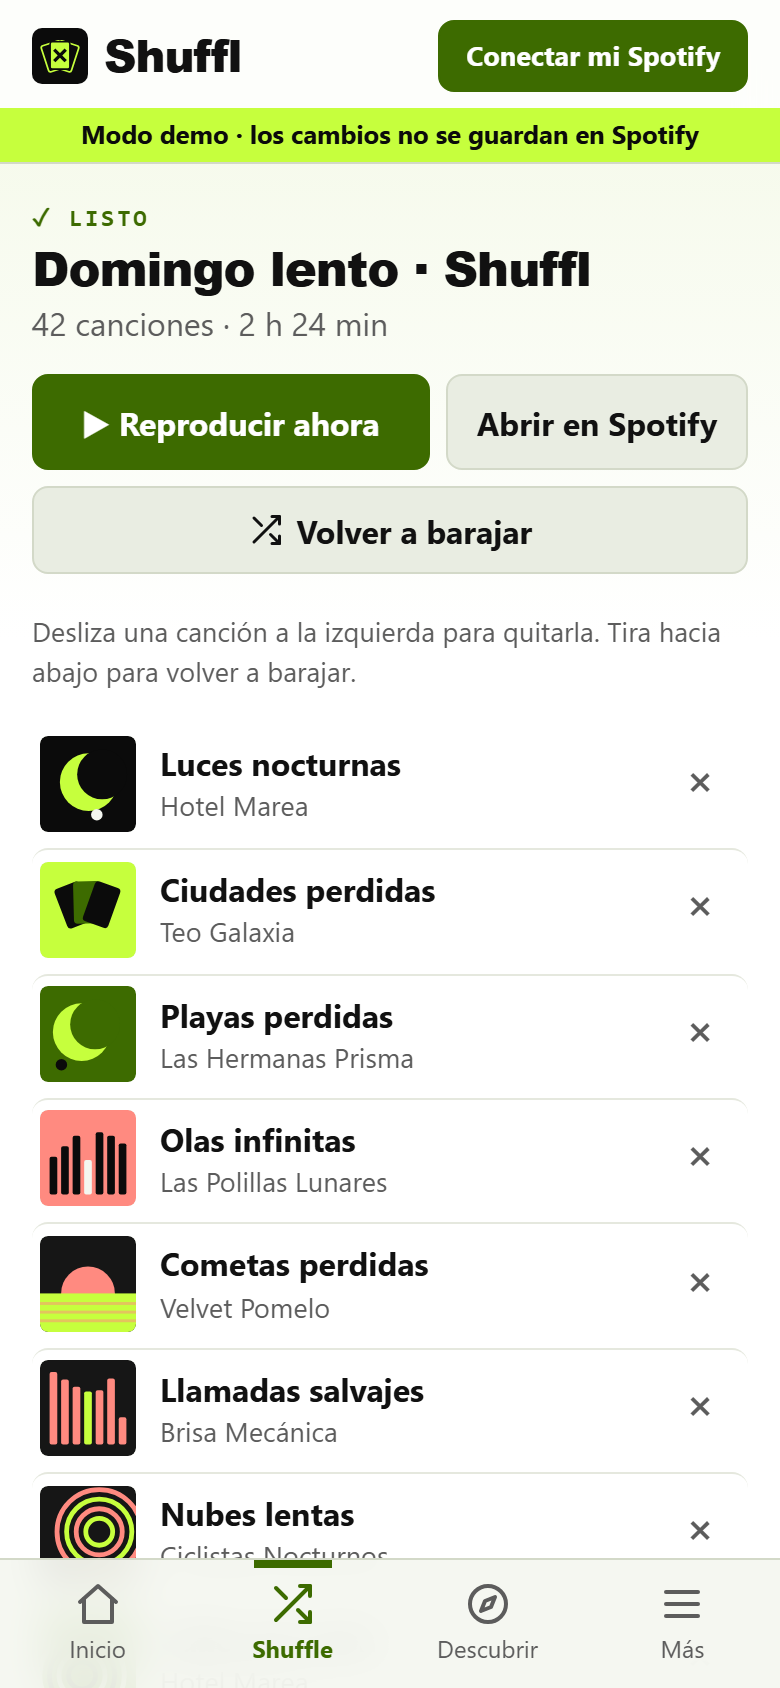 Shuffl
Conectar mi Spotify
Modo demo · los cambios no se guardan en Spotify
✓ LISTO
Domingo lento · Shuffl
42 canciones · 2 h 24 min
▶ Reproducir ahora
Abrir en Spotify
Volver a barajar
Desliza una canción a la izquierda para quitarla. Tira hacia
abajo para volver a barajar.
Luces nocturnas
Hotel Marea
Ciudades perdidas
Teo Galaxia
Playas perdidas
Las Hermanas Prisma
Olas infinitas
Las Polillas Lunares
Cometas perdidas
Velvet Pomelo
Llamadas salvajes
Brisa Mecánica
Nubes lentas
Ciclistas Nocturnos
Inicio
Shuffle
Descubrir
Más
Hotel Marea